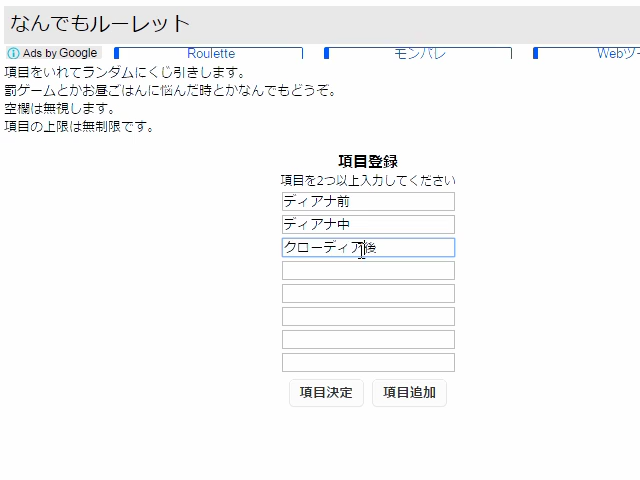 なんでもルーレット
Ads by Google
Roulette
モンバレ
Webツー
項目をいれてランダムにくじ引きします。
罰ゲームとかお昼ごはんに悩んだ時とかなんでもどうぞ。
空欄は無視します。
項目の上限は無制限です。
項目登録
項目を2つ以上入力してください
ディアナ前
ディアナ中
クローディア後
項目決定
項目追加